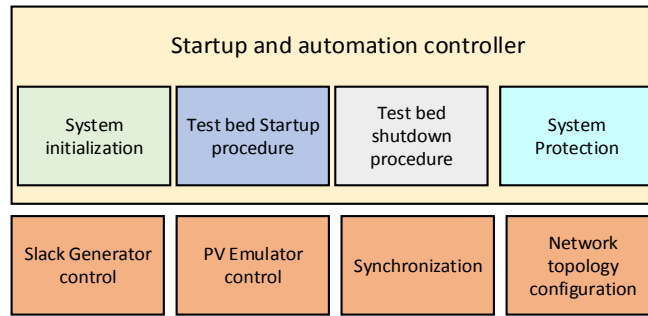 Startup and automation controller
System
initialization
Test bed Startup
procedure
Test bed
shutdown
procedure
System
Protection
Slack Generator
control
PV Emulator
control
Synchronization
Network
topology
configuration